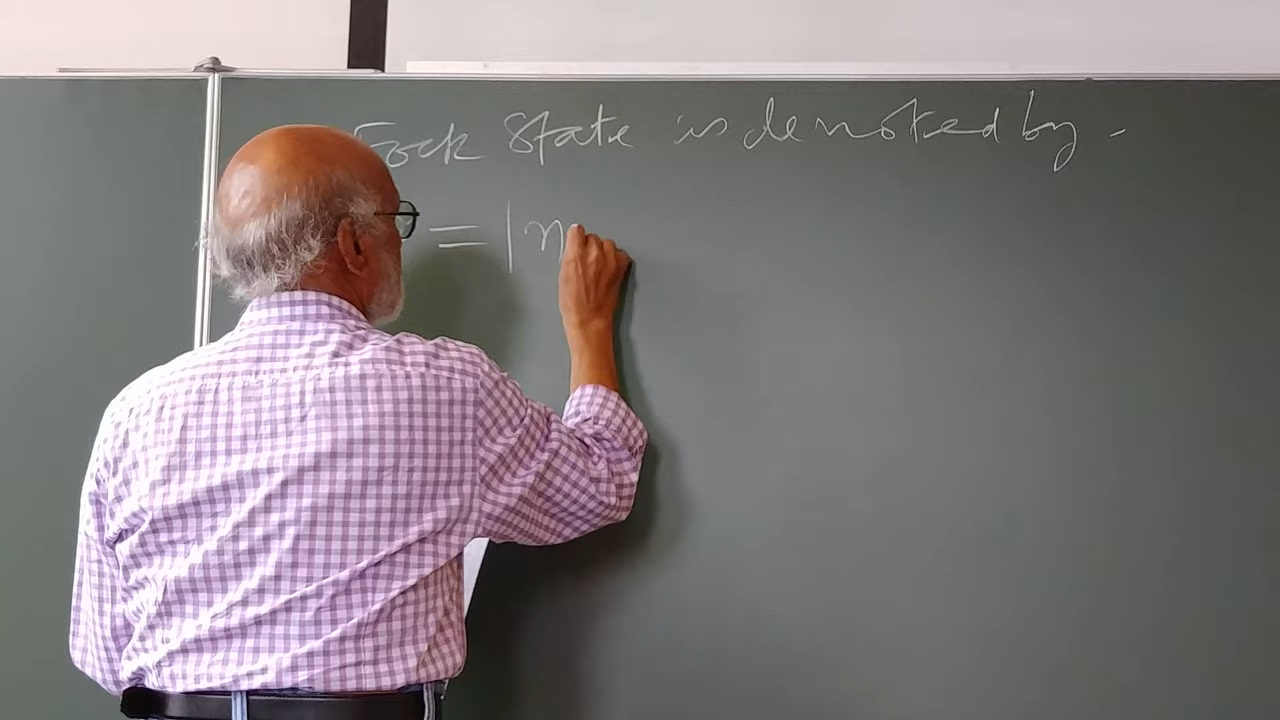 Fock State is denoted by -
= |n